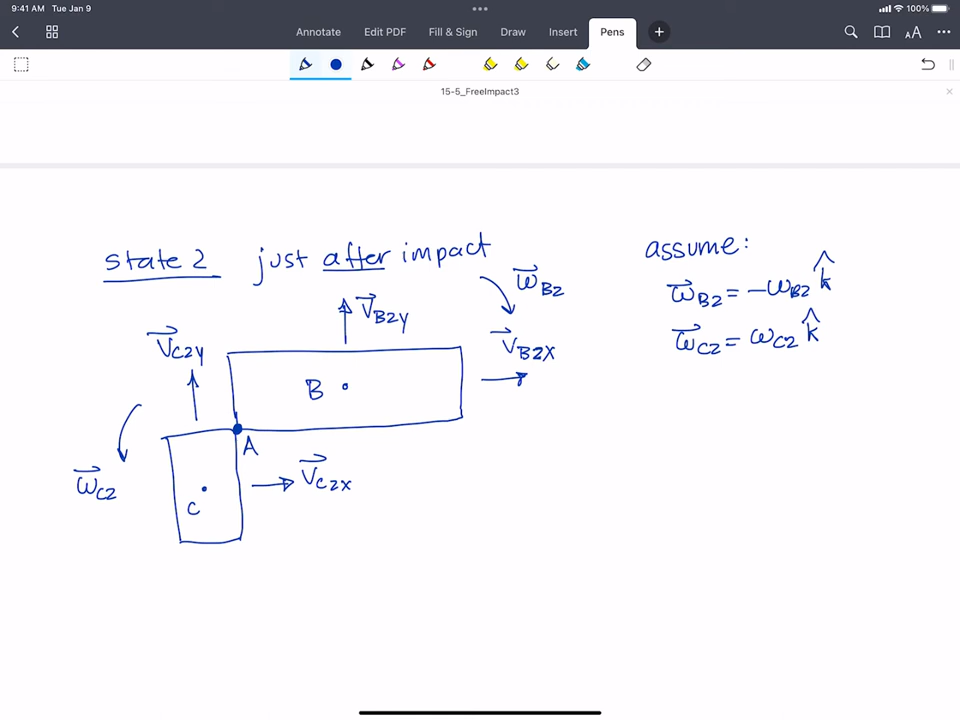 9:41 AM Tue Jan 9
100%
Annotate Edit PDF Fill & Sign Draw Insert Pens
AA
15-5_FreeImpact3
state 2 just after impact
assume:
ω⃗B2
ω⃗B2 = -ωB2 k̂
V⃗B2Y
ω⃗C2 = ωC2 k̂
V⃗C2Y
V⃗B2X
B
A
V⃗C2X
ω⃗C2
C